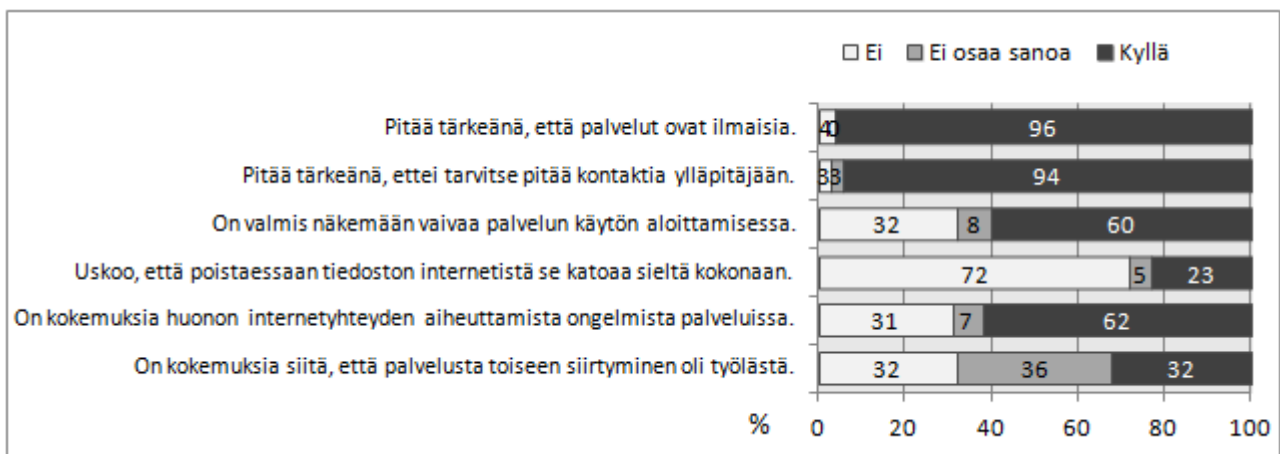 Ei Ei osaa sanoa Kyllä
Pitää tärkeänä, että palvelut ovat ilmaisia. 4 0 96
Pitää tärkeänä, ettei tarvitse pitää kontaktia ylläpitäjään. 3 3 94
On valmis näkemään vaivaa palvelun käytön aloittamisessa. 32 8 60
Uskoo, että poistaessaan tiedoston internetistä se katoaa sieltä kokonaan. 72 5 23
On kokemuksia huonon internetyhteyden aiheuttamista ongelmista palveluissa. 31 7 62
On kokemuksia siitä, että palvelusta toiseen siirtyminen oli työlästä. 32 36 32
% 0 20 40 60 80 100